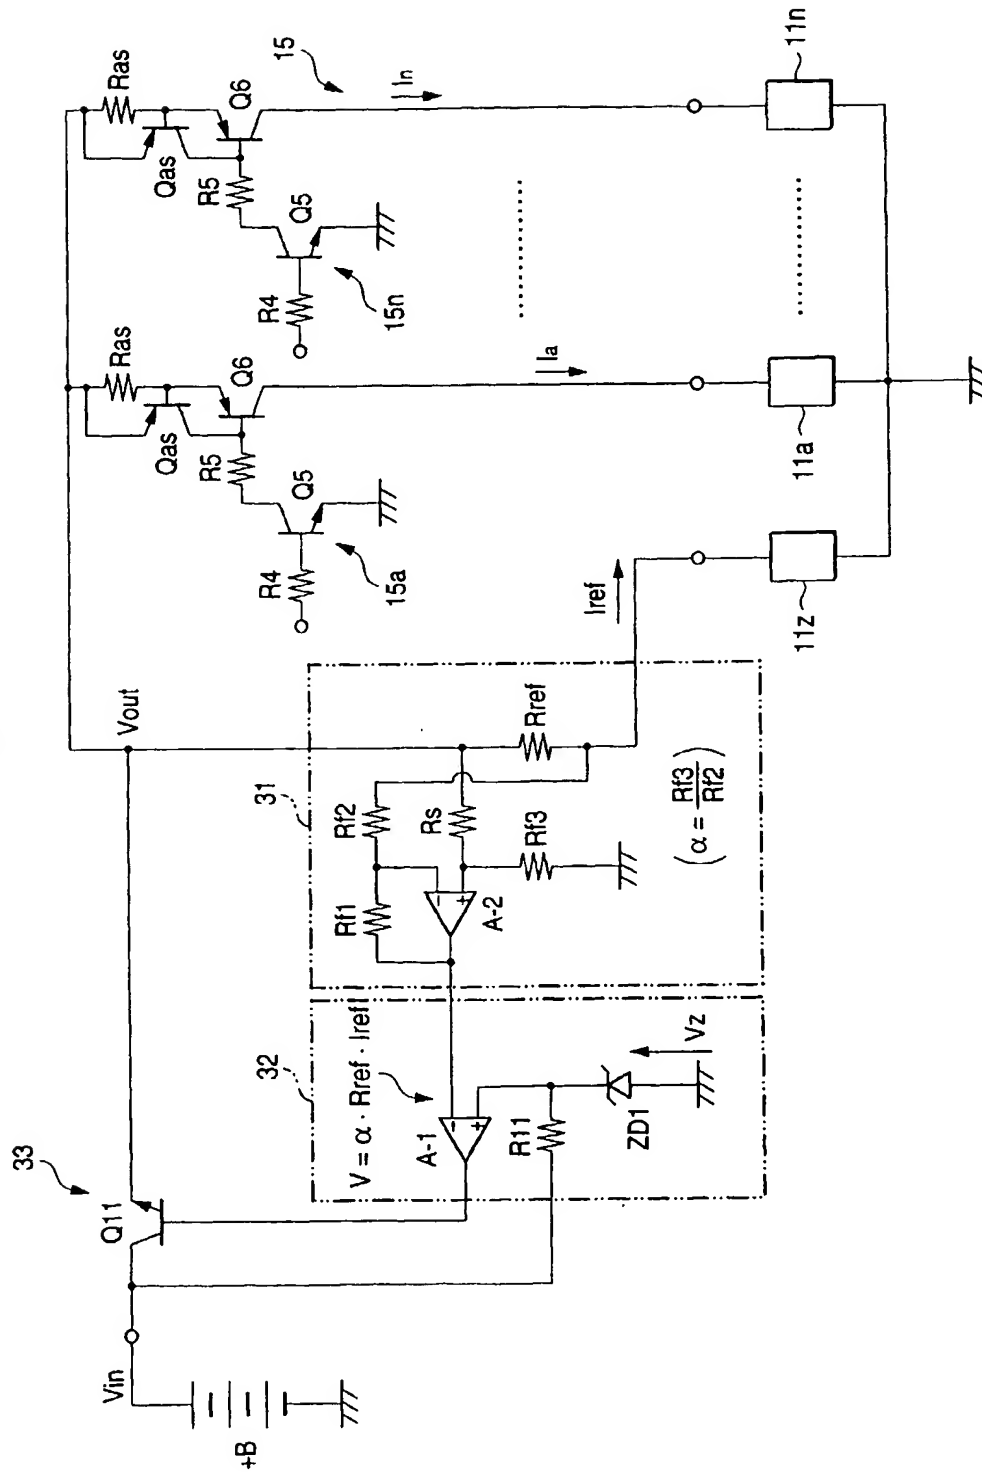 +B
Vin
33
Q11
32
V = α · Rref · Iref
A-1
R11
ZD1
Vz
31
Rf1
Rf2
Rs
A-2
Rf3
Rref
(α = Rf3/Rf2)
Vout
Iref
11z
R4
15a
Q5
R5
Qas
Ras
Q6
Ia
11a
R4
15n
Q5
R5
Qas
Ras
Q6
15
In
11n